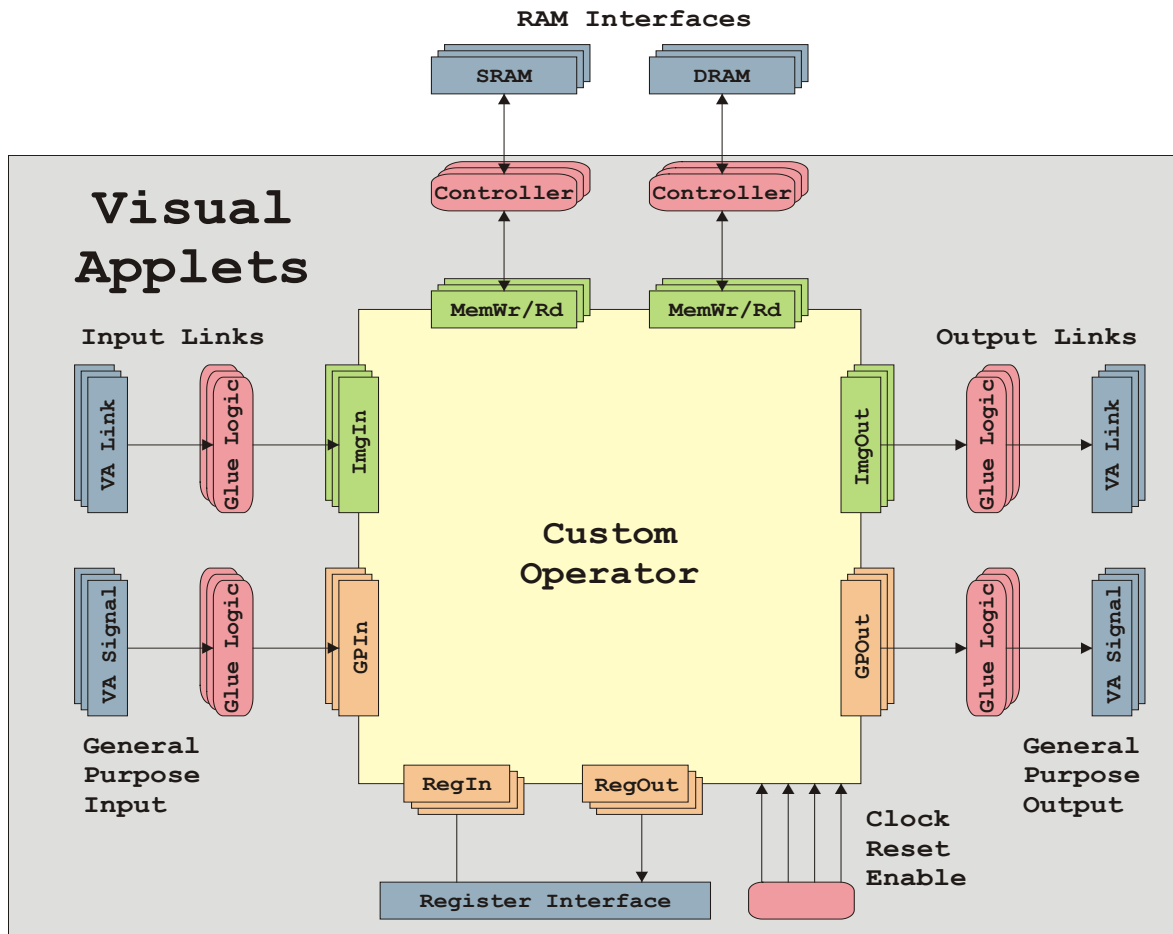 RAM Interfaces
SRAM
DRAM
Controller
Controller
Visual
Applets
MemWr/Rd
MemWr/Rd
Input Links
Output Links
VA Link
Glue Logic
ImgIn
ImgOut
Glue Logic
VA Link
Custom
Operator
VA Signal
Glue Logic
GPIn
GPOut
Glue Logic
VA Signal
General
Purpose
Input
General
Purpose
Output
RegIn
RegOut
Clock
Reset
Enable
Register Interface